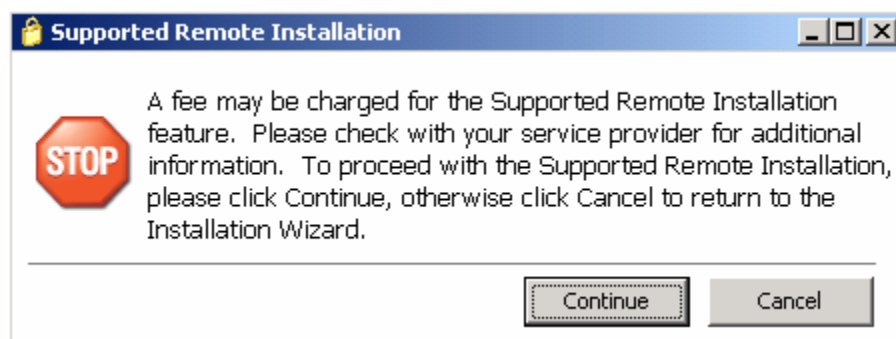 Supported Remote Installation
A fee may be charged for the Supported Remote Installation
feature.  Please check with your service provider for additional
information.  To proceed with the Supported Remote Installation,
please click Continue, otherwise click Cancel to return to the
Installation Wizard.
STOP
Continue
Cancel